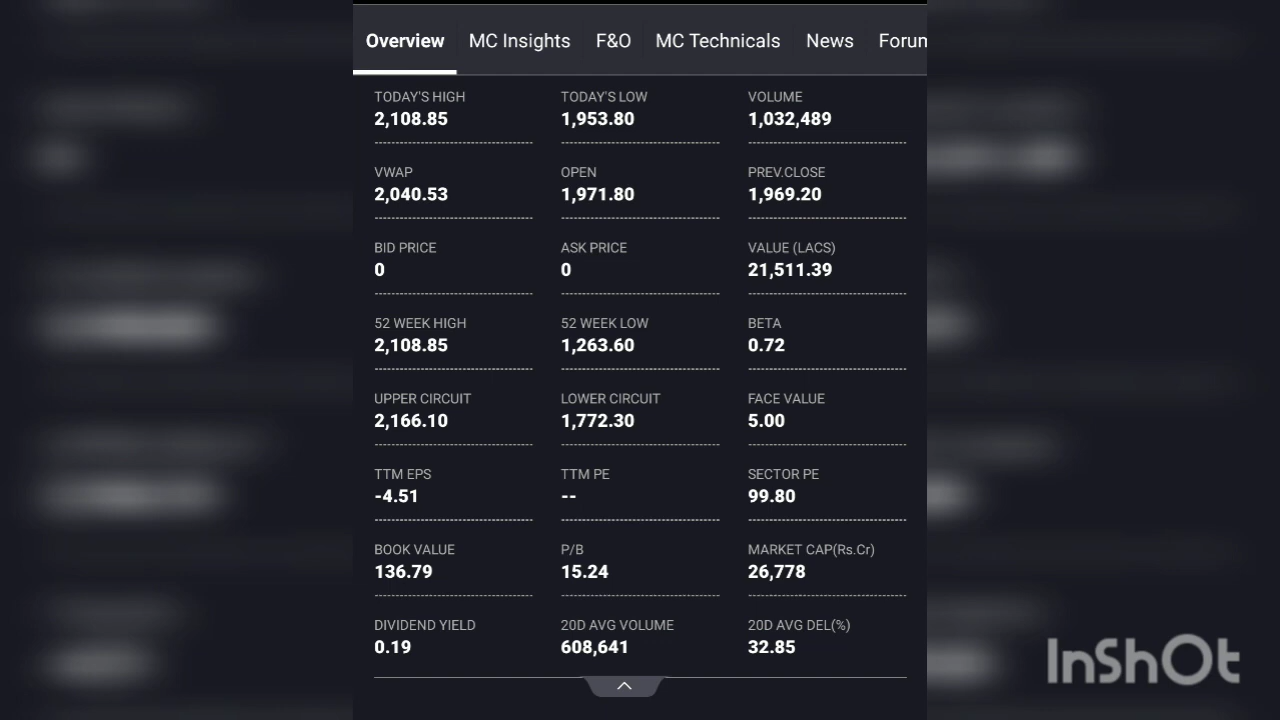 Overview MC Insights F&O MC Technicals News Forum
TODAY'S HIGH TODAY'S LOW VOLUME
2,108.85 1,953.80 1,032,489
VWAP OPEN PREV.CLOSE
2,040.53 1,971.80 1,969.20
BID PRICE ASK PRICE VALUE (LACS)
0 0 21,511.39
52 WEEK HIGH 52 WEEK LOW BETA
2,108.85 1,263.60 0.72
UPPER CIRCUIT LOWER CIRCUIT FACE VALUE
2,166.10 1,772.30 5.00
TTM EPS TTM PE SECTOR PE
-4.51 -- 99.80
BOOK VALUE P/B MARKET CAP(Rs.Cr)
136.79 15.24 26,778
DIVIDEND YIELD 20D AVG VOLUME 20D AVG DEL(%)
0.19 608,641 32.85
InShOt